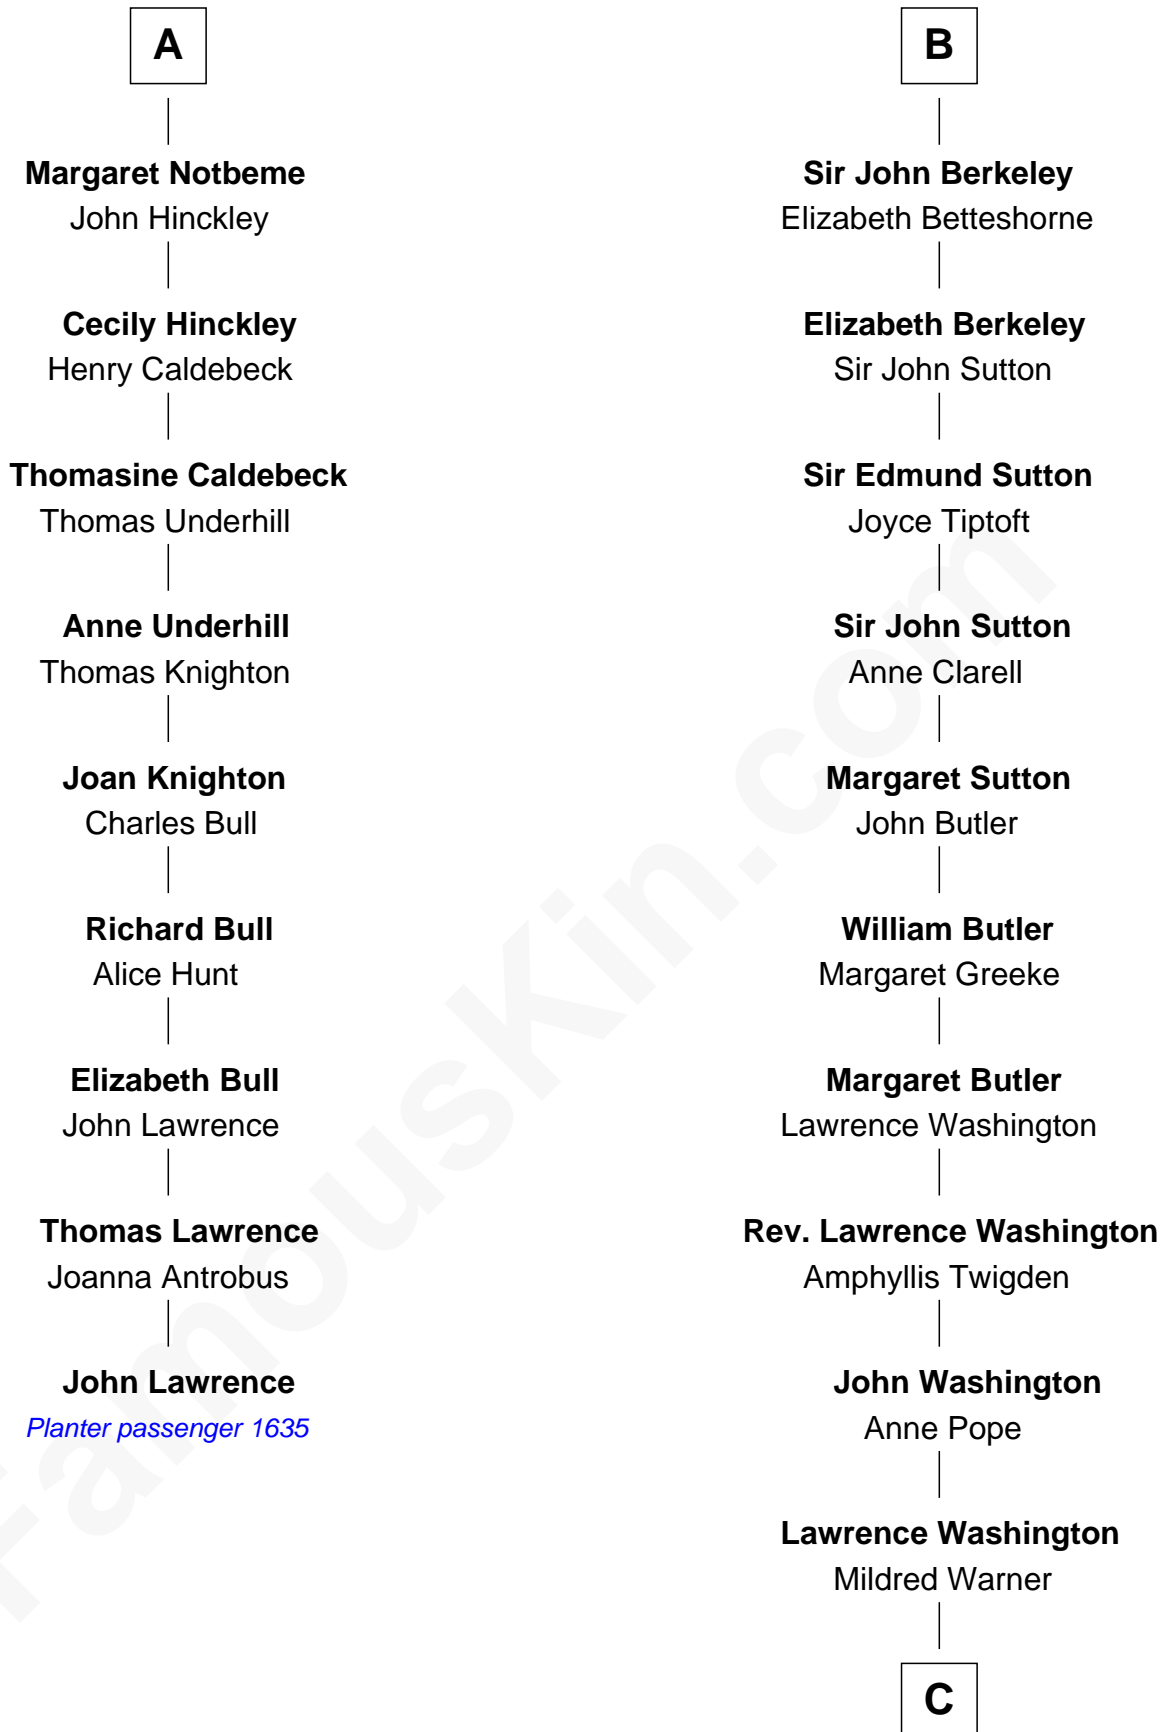 A
Margaret Notbeme
John Hinckley
Cecily Hinckley
Henry Caldebeck
Thomasine Caldebeck
Thomas Underhill
Anne Underhill
Thomas Knighton
Joan Knighton
Charles Bull
Richard Bull
Alice Hunt
Elizabeth Bull
John Lawrence
Thomas Lawrence
Joanna Antrobus
John Lawrence
Planter passenger 1635
B
Sir John Berkeley
Elizabeth Betteshorne
Elizabeth Berkeley
Sir John Sutton
Sir Edmund Sutton
Joyce Tiptoft
Sir John Sutton
Anne Clarell
Margaret Sutton
John Butler
William Butler
Margaret Greeke
Margaret Butler
Lawrence Washington
Rev. Lawrence Washington
Amphyllis Twigden
John Washington
Anne Pope
Lawrence Washington
Mildred Warner
C
FamousKin.com